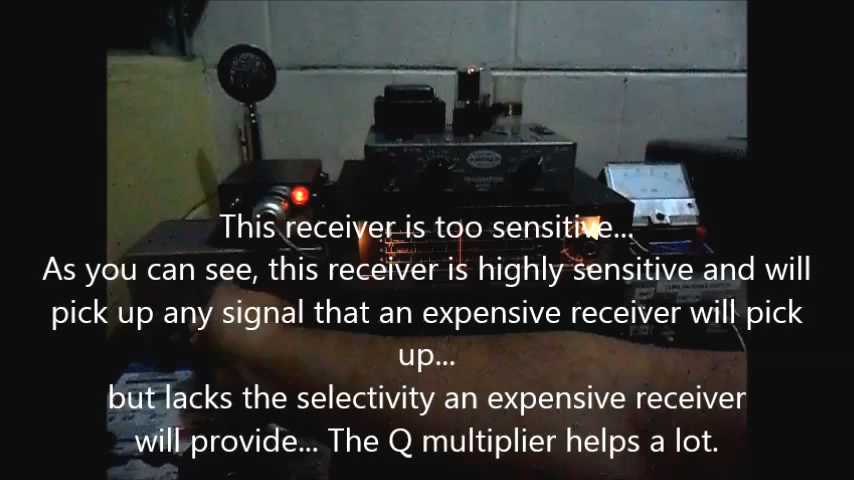 This receiver is too sensitive...
As you can see, this receiver is highly sensitive and will
pick up any signal that an expensive receiver will pick
up...
but lacks the selectivity an expensive receiver
will provide... The Q multiplier helps a lot.